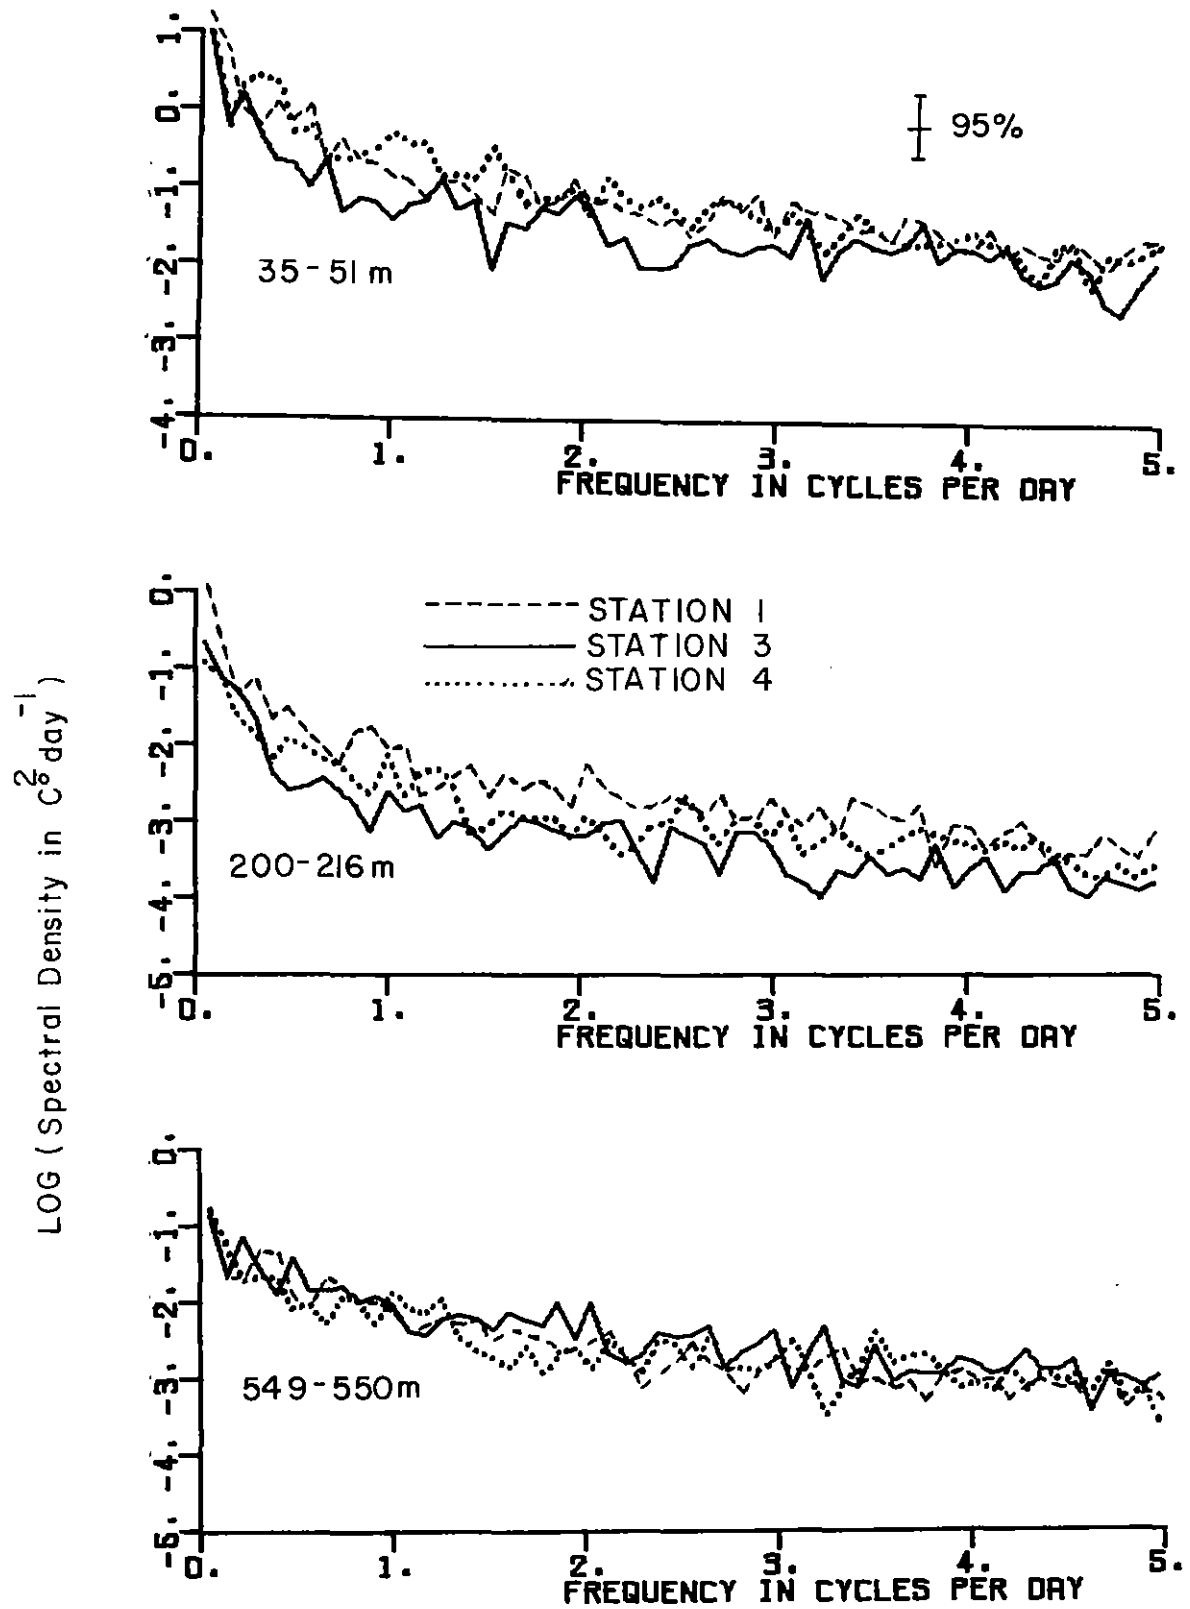 1.
0.
-1.
-2.
-3.
-4.
95%
35-51 m
0. 1. 2. 3. 4. 5.
FREQUENCY IN CYCLES PER DAY
LOG (Spectral Density in C°² day⁻¹)
0.
-1.
-2.
-3.
-4.
-5.
STATION 1
STATION 3
STATION 4
200-216 m
0. 1. 2. 3. 4. 5.
FREQUENCY IN CYCLES PER DAY
0.
-1.
-2.
-3.
-4.
-5.
549-550 m
0. 1. 2. 3. 4. 5.
FREQUENCY IN CYCLES PER DAY